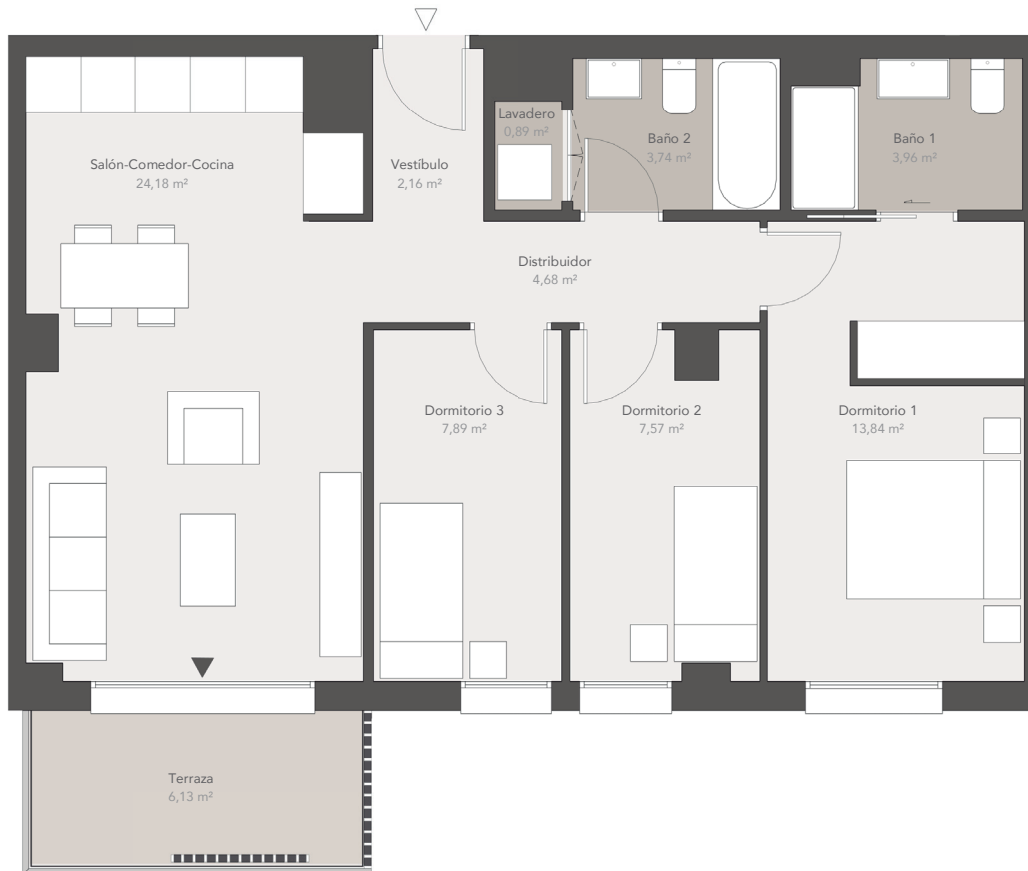 Lavadero
0,89 m²
Baño 2
3,74 m²
Baño 1
3,96 m²
Salón-Comedor-Cocina
24,18 m²
Vestíbulo
2,16 m²
Distribuidor
4,68 m²
Dormitorio 3
7,89 m²
Dormitorio 2
7,57 m²
Dormitorio 1
13,84 m²
Terraza
6,13 m²